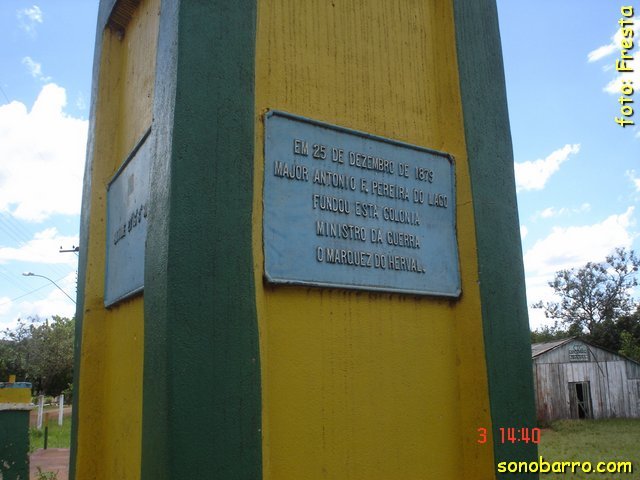 foto: Fresta
EM 25 DE DEZEMBRO DE 1879
MAJOR ANTONIO F. PEREIRA DO LAGO
FUNDOU ESTA COLONIA
MINISTRO DA GUERRA
O MARQUEZ DO HERVAL.
3 14:40
sonobarro.com